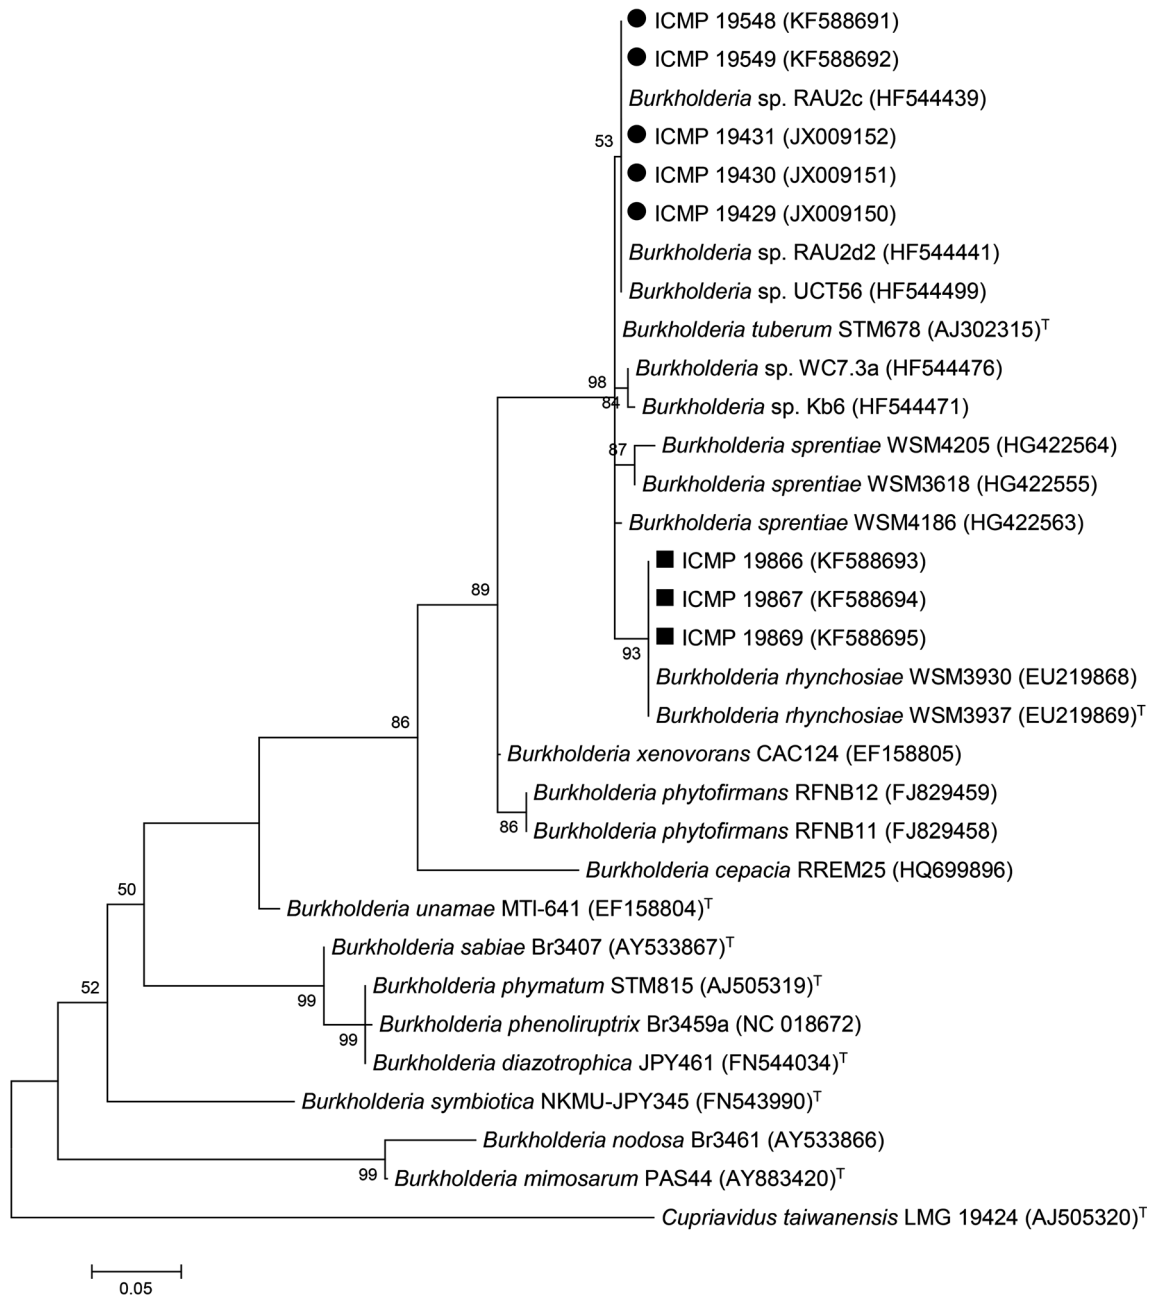 ICMP 19548 (KF588691)
ICMP 19549 (KF588692)
Burkholderia sp. RAU2c (HF544439)
53
ICMP 19431 (JX009152)
ICMP 19430 (JX009151)
ICMP 19429 (JX009150)
Burkholderia sp. RAU2d2 (HF544441)
Burkholderia sp. UCT56 (HF544499)
Burkholderia tuberum STM678 (AJ302315)T
Burkholderia sp. WC7.3a (HF544476)
98
84
Burkholderia sp. Kb6 (HF544471)
87
Burkholderia sprentiae WSM4205 (HG422564)
Burkholderia sprentiae WSM3618 (HG422555)
Burkholderia sprentiae WSM4186 (HG422563)
ICMP 19866 (KF588693)
89
ICMP 19867 (KF588694)
ICMP 19869 (KF588695)
93
Burkholderia rhynchosiae WSM3930 (EU219868)
Burkholderia rhynchosiae WSM3937 (EU219869)T
86
Burkholderia xenovorans CAC124 (EF158805)
Burkholderia phytofirmans RFNB12 (FJ829459)
86
Burkholderia phytofirmans RFNB11 (FJ829458)
Burkholderia cepacia RREM25 (HQ699896)
50
Burkholderia unamae MTI-641 (EF158804)T
Burkholderia sabiae Br3407 (AY533867)T
52
99
Burkholderia phymatum STM815 (AJ505319)T
Burkholderia phenoliruptrix Br3459a (NC 018672)
99
Burkholderia diazotrophica JPY461 (FN544034)T
Burkholderia symbiotica NKMU-JPY345 (FN543990)T
Burkholderia nodosa Br3461 (AY533866)
99
Burkholderia mimosarum PAS44 (AY883420)T
Cupriavidus taiwanensis LMG 19424 (AJ505320)T
0.05